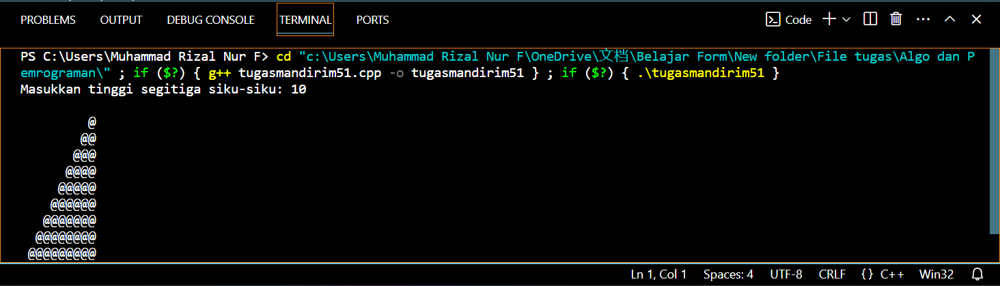 PROBLEMS OUTPUT DEBUG CONSOLE TERMINAL PORTS Code
PS C:\Users\Muhammad Rizal Nur F> cd "c:\Users\Muhammad Rizal Nur F\OneDrive\文档\Belajar Form\New folder\File tugas\Algo dan P
emrograman\" ; if ($?) { g++ tugasmandirim51.cpp -o tugasmandirim51 } ; if ($?) { .\tugasmandirim51 }
Masukkan tinggi segitiga siku-siku: 10
         @
        @@
       @@@
      @@@@
     @@@@@
    @@@@@@
   @@@@@@@
  @@@@@@@@
 @@@@@@@@@
Ln 1, Col 1 Spaces: 4 UTF-8 CRLF {} C++ Win32